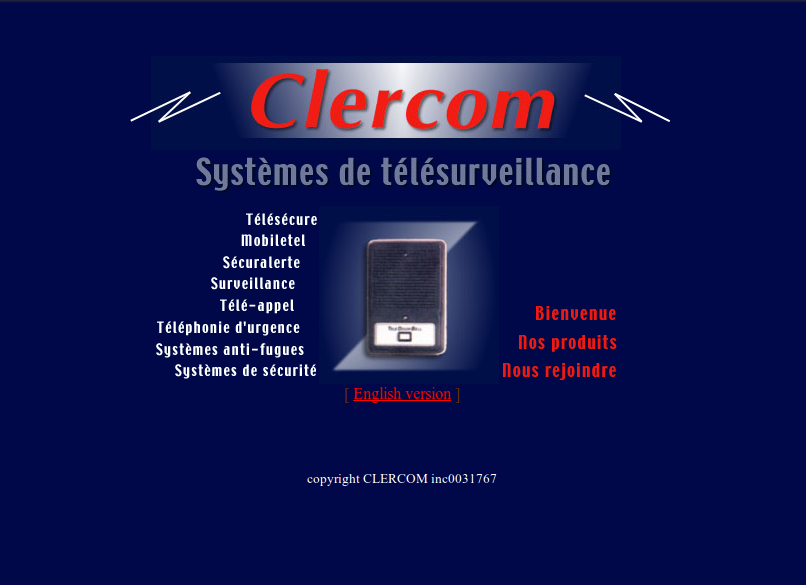 Clercom
Systèmes de télésurveillance
Télésécure
Mobiletel
Sécuralerte
Surveillance
Télé-appel
Téléphonie d'urgence
Systèmes anti-fugues
Systèmes de sécurité
Bienvenue
Nos produits
Nous rejoindre
[ English version ]
copyright CLERCOM inc0031767